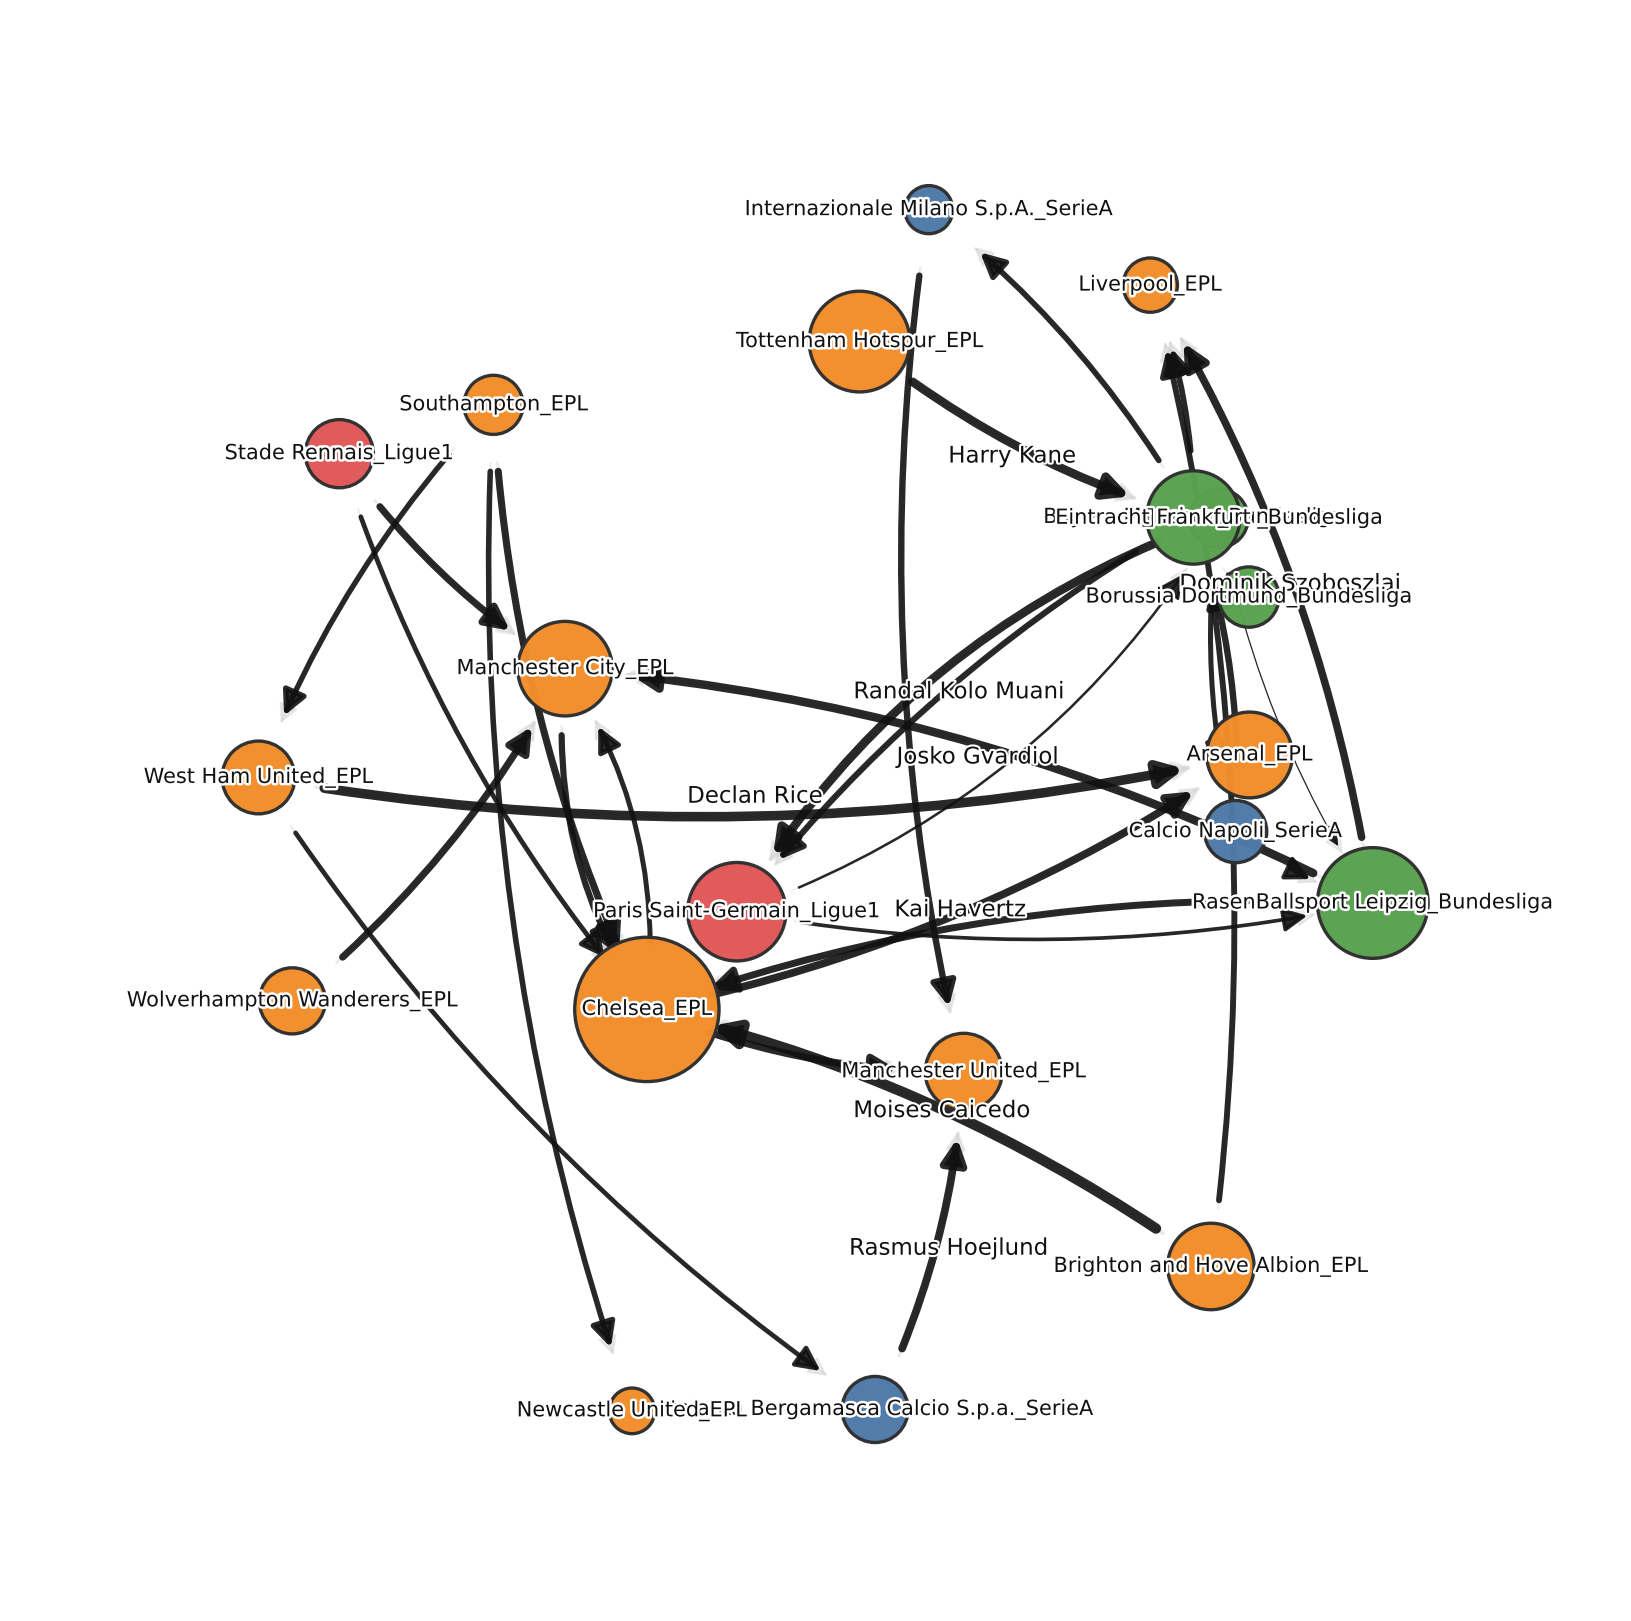 Internazionale Milano S.p.A._SerieA
Liverpool_EPL
Tottenham Hotspur_EPL
Southampton_EPL
Stade Rennais_Ligue1
Harry Kane
Eintracht Frankfurt_Bundesliga
Dominik Szoboszlai
Borussia Dortmund_Bundesliga
Manchester City_EPL
Randal Kolo Muani
Josko Gvardiol
Arsenal_EPL
West Ham United_EPL
Declan Rice
Calcio Napoli_SerieA
Paris Saint-Germain_Ligue1
Kai Havertz
RasenBallsport Leipzig_Bundesliga
Wolverhampton Wanderers_EPL
Chelsea_EPL
Manchester United_EPL
Moises Caicedo
Rasmus Hoejlund
Brighton and Hove Albion_EPL
Newcastle United_EPL
Bergamasca Calcio S.p.a._SerieA